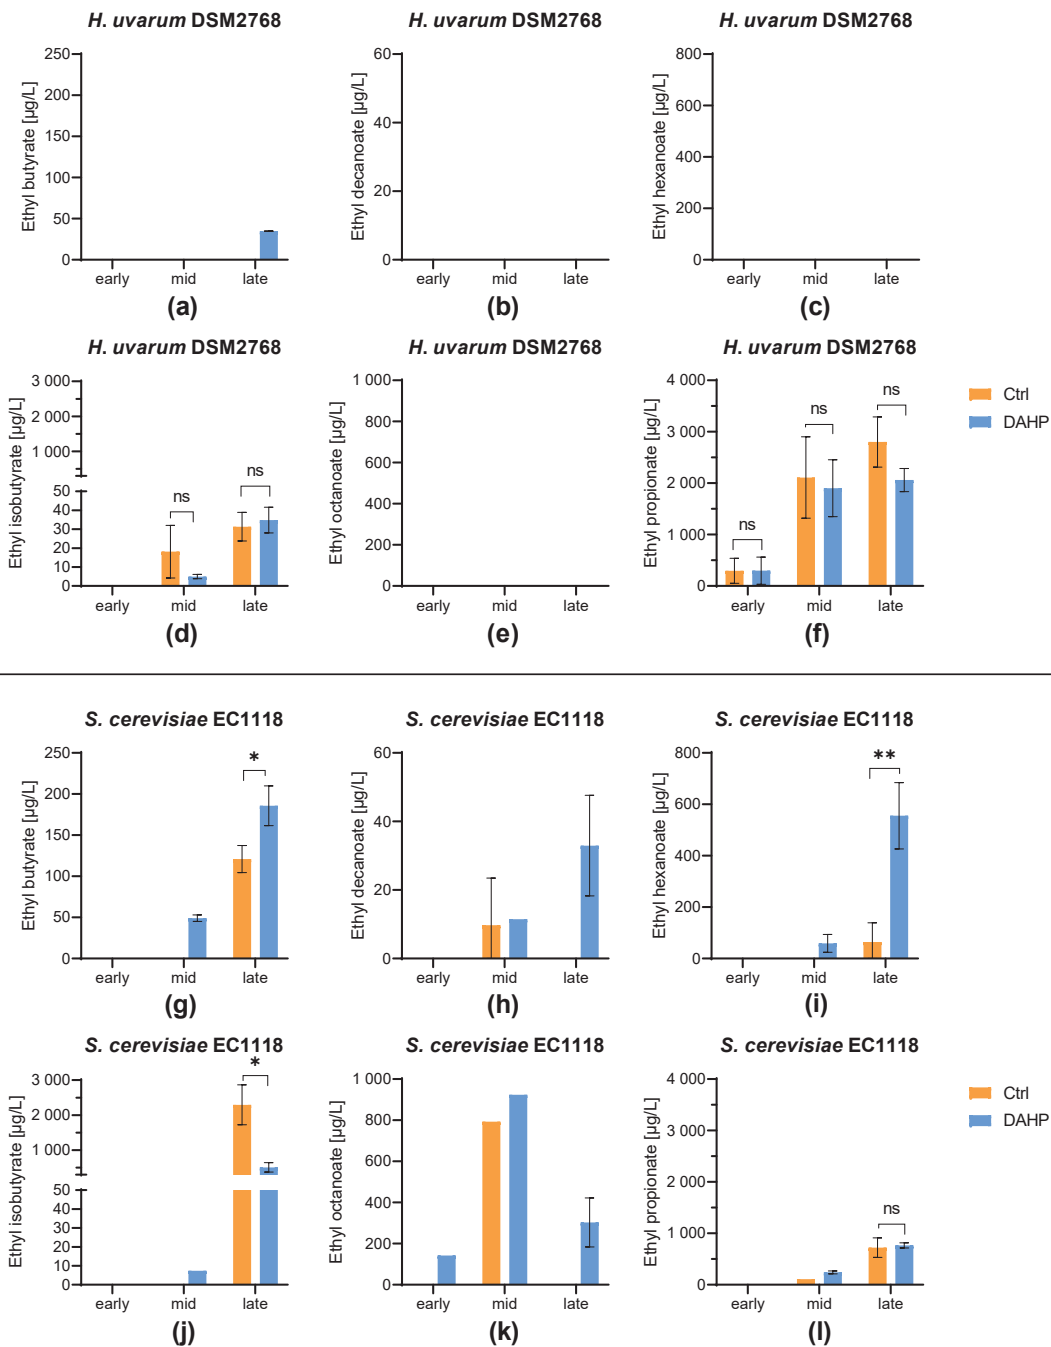 H. uvarum DSM2768
Ethyl butyrate [µg/L]
250
200
150
100
50
0
early mid late
(a)
H. uvarum DSM2768
Ethyl decanoate [µg/L]
60
40
20
0
early mid late
(b)
H. uvarum DSM2768
Ethyl hexanoate [µg/L]
800
600
400
200
0
early mid late
(c)
H. uvarum DSM2768
Ethyl isobutyrate [µg/L]
3 000
2 000
1 000
50
40
30
20
10
0
ns
ns
early mid late
(d)
H. uvarum DSM2768
Ethyl octanoate [µg/L]
1 000
800
600
400
200
0
early mid late
(e)
H. uvarum DSM2768
Ethyl propionate [µg/L]
4 000
3 000
2 000
1 000
0
ns
ns
ns
early mid late
(f)
Ctrl
DAHP
S. cerevisiae EC1118
Ethyl butyrate [µg/L]
250
200
150
100
50
0
*
early mid late
(g)
S. cerevisiae EC1118
Ethyl decanoate [µg/L]
60
40
20
0
early mid late
(h)
S. cerevisiae EC1118
Ethyl hexanoate [µg/L]
800
600
400
200
0
**
early mid late
(i)
S. cerevisiae EC1118
Ethyl isobutyrate [µg/L]
3 000
2 000
1 000
50
40
30
20
10
0
*
early mid late
(j)
S. cerevisiae EC1118
Ethyl octanoate [µg/L]
1 000
800
600
400
200
0
early mid late
(k)
S. cerevisiae EC1118
Ethyl propionate [µg/L]
4 000
3 000
2 000
1 000
0
ns
early mid late
(l)
Ctrl
DAHP